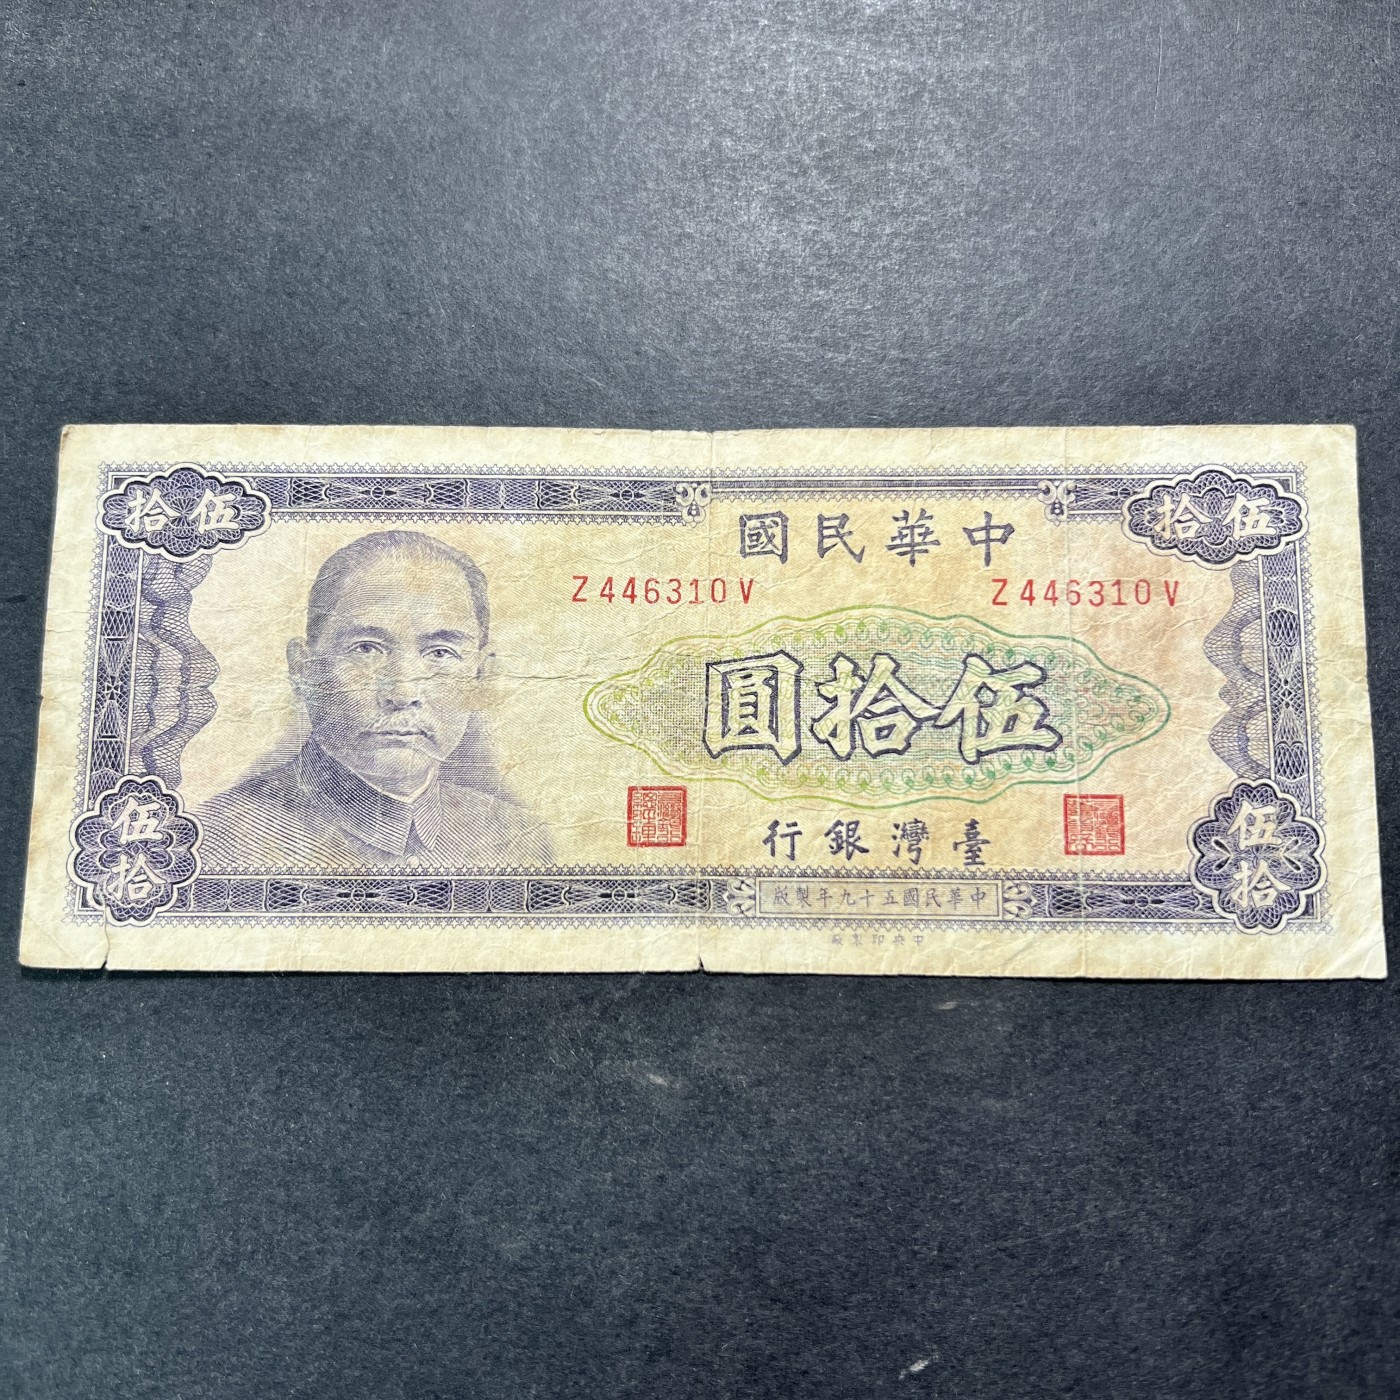 伍拾
伍拾
中華民國
Z446310V
Z446310V
伍拾圓
臺灣銀行
伍拾
伍拾
中華民國五十九年製版
中央印製廠